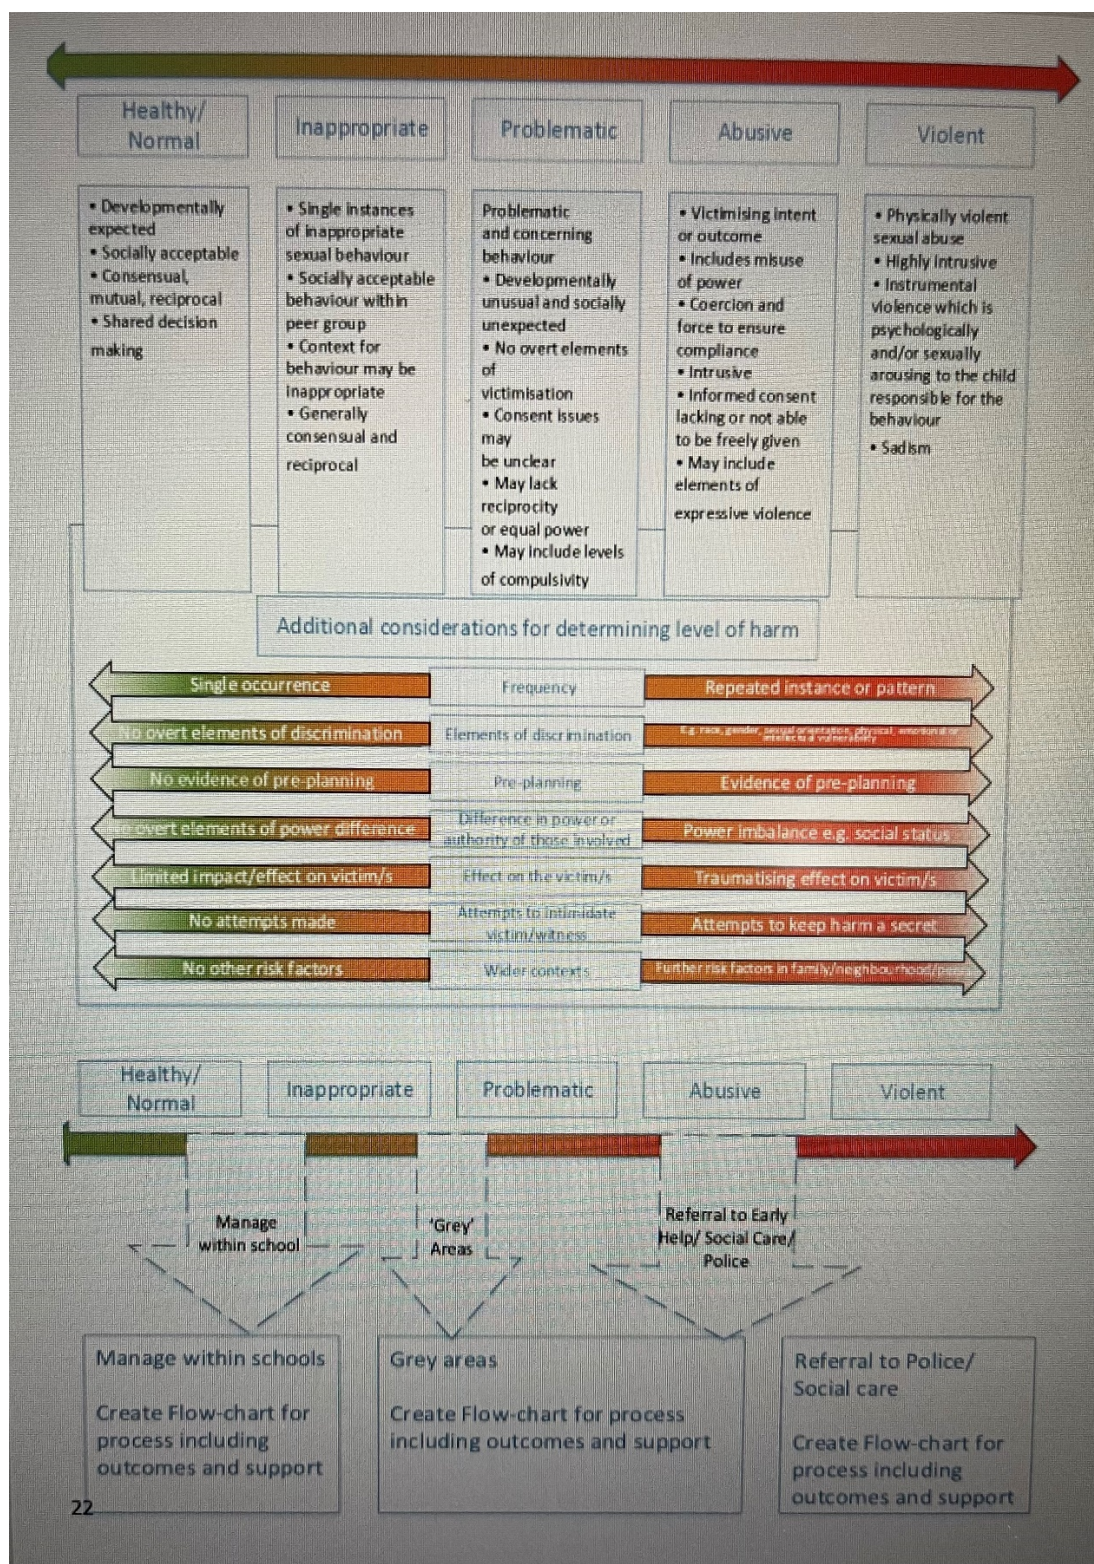 Healthy/
Normal
Inappropriate
Problematic
Abusive
Violent
• Developmentally
expected
• Socially acceptable
• Consensual,
mutual, reciprocal
• Shared decision
making
• Single instances
of inappropriate
sexual behaviour
• Socially acceptable
behaviour within
peer group
• Context for
behaviour may be
inappropriate
• Generally
consensual and
reciprocal
Problematic
and concerning
behaviour
• Developmentally
unusual and socially
unexpected
• No overt elements
of
victimisation
• Consent issues
may
be unclear
• May lack
reciprocity
or equal power
• May include levels
of compulsivity
• Victimising intent
or outcome
• Includes misuse
of power
• Coercion and
force to ensure
compliance
• Intrusive
• Informed consent
lacking or not able
to be freely given
• May include
elements of
expressive violence
• Physically violent
sexual abuse
• Highly intrusive
• Instrumental
violence which is
psychologically
and/or sexually
arousing to the child
responsible for the
behaviour
• Sadism
Additional considerations for determining level of harm
Single occurrence
Frequency
Repeated instance or pattern
No overt elements of discrimination
Elements of discrimination
E.g. race, gender, sexual orientation, physical, emotional or
intellectual vulnerability
No evidence of pre-planning
Pre-planning
Evidence of pre-planning
overt elements of power difference
Difference in power or
authority of those involved
Power imbalance e.g. social status
Limited impact/effect on victim/s
Effect on the victim/s
Traumatising effect on victim/s
No attempts made
Attempts to intimidate
victim/witness
Attempts to keep harm a secret
No other risk factors
Wider contexts
Further risk factors in family/neighbourhood/
Healthy/
Normal
Inappropriate
Problematic
Abusive
Violent
Manage
within school
'Grey'
Areas
Referral to Early
Help/ Social Care/
Police
Manage within schools
Create Flow-chart for
process including
outcomes and support
Grey areas
Create Flow-chart for process
including outcomes and support
Referral to Police/
Social care
Create Flow-chart for
process including
outcomes and support
22